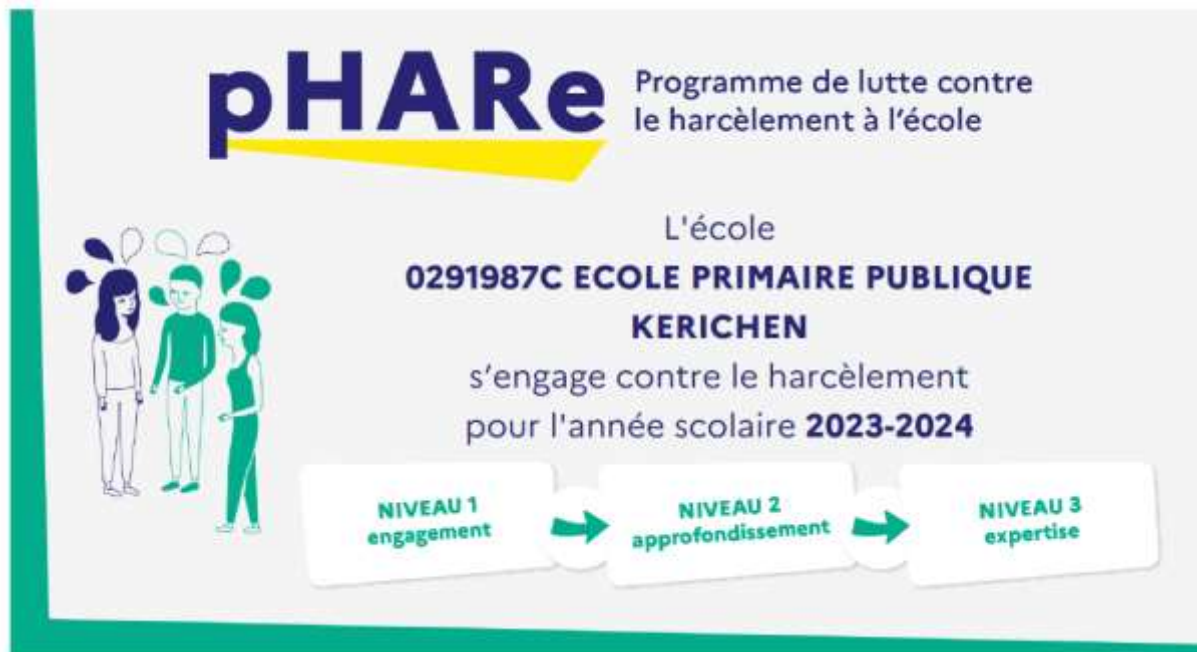 pHARe
Programme de lutte contre
le harcèlement à l'école
L'école
0291987C ECOLE PRIMAIRE PUBLIQUE
KERICHEN
s'engage contre le harcèlement
pour l'année scolaire 2023-2024
NIVEAU 1
engagement
NIVEAU 2
approfondissement
NIVEAU 3
expertise